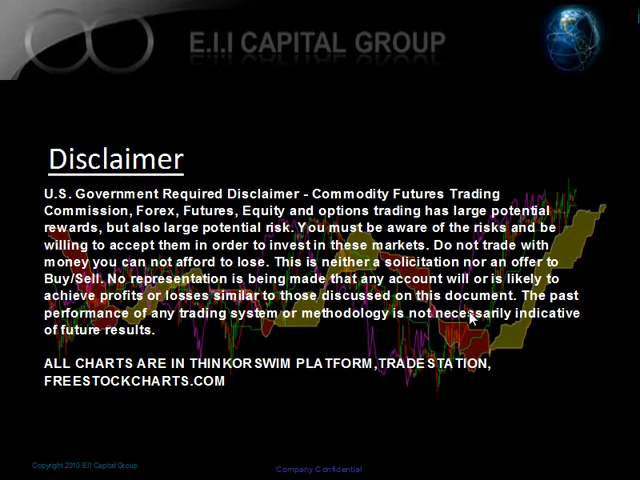 E.I.I CAPITAL GROUP
Disclaimer
U.S. Government Required Disclaimer - Commodity Futures Trading
Commission, Forex, Futures, Equity and options trading has large potential
rewards, but also large potential risk. You must be aware of the risks and be
willing to accept them in order to invest in these markets. Do not trade with
money you can not afford to lose. This is neither a solicitation nor an offer to
Buy/Sell. No representation is being made that any account will or is likely to
achieve profits or losses similar to those discussed on this document. The past
performance of any trading system or methodology is not necessarily indicative
of future results.
ALL CHARTS ARE IN THINKORSWIM PLATFORM,TRADESTATION,
FREESTOCKCHARTS.COM
Copyright 2010 E.I.I Capital Group
Company Confidential